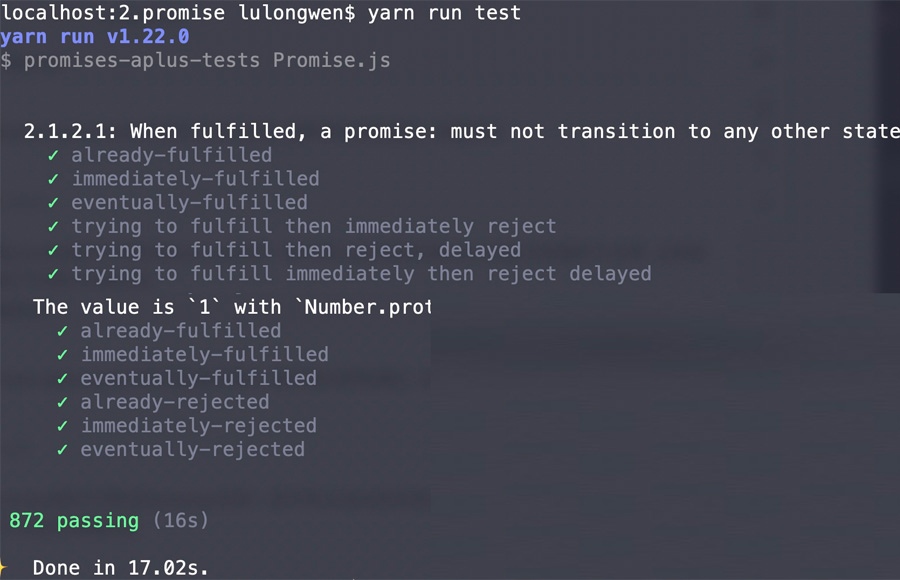 localhost:2.promise lulongwen$ yarn run test
yarn run v1.22.0
$ promises-aplus-tests Promise.js
2.1.2.1: When fulfilled, a promise: must not transition to any other state
✓ already-fulfilled
✓ immediately-fulfilled
✓ eventually-fulfilled
✓ trying to fulfill then immediately reject
✓ trying to fulfill then reject, delayed
✓ trying to fulfill immediately then reject delayed
The value is `1` with `Number.prot
✓ already-fulfilled
✓ immediately-fulfilled
✓ eventually-fulfilled
✓ already-rejected
✓ immediately-rejected
✓ eventually-rejected
872 passing (16s)
Done in 17.02s.